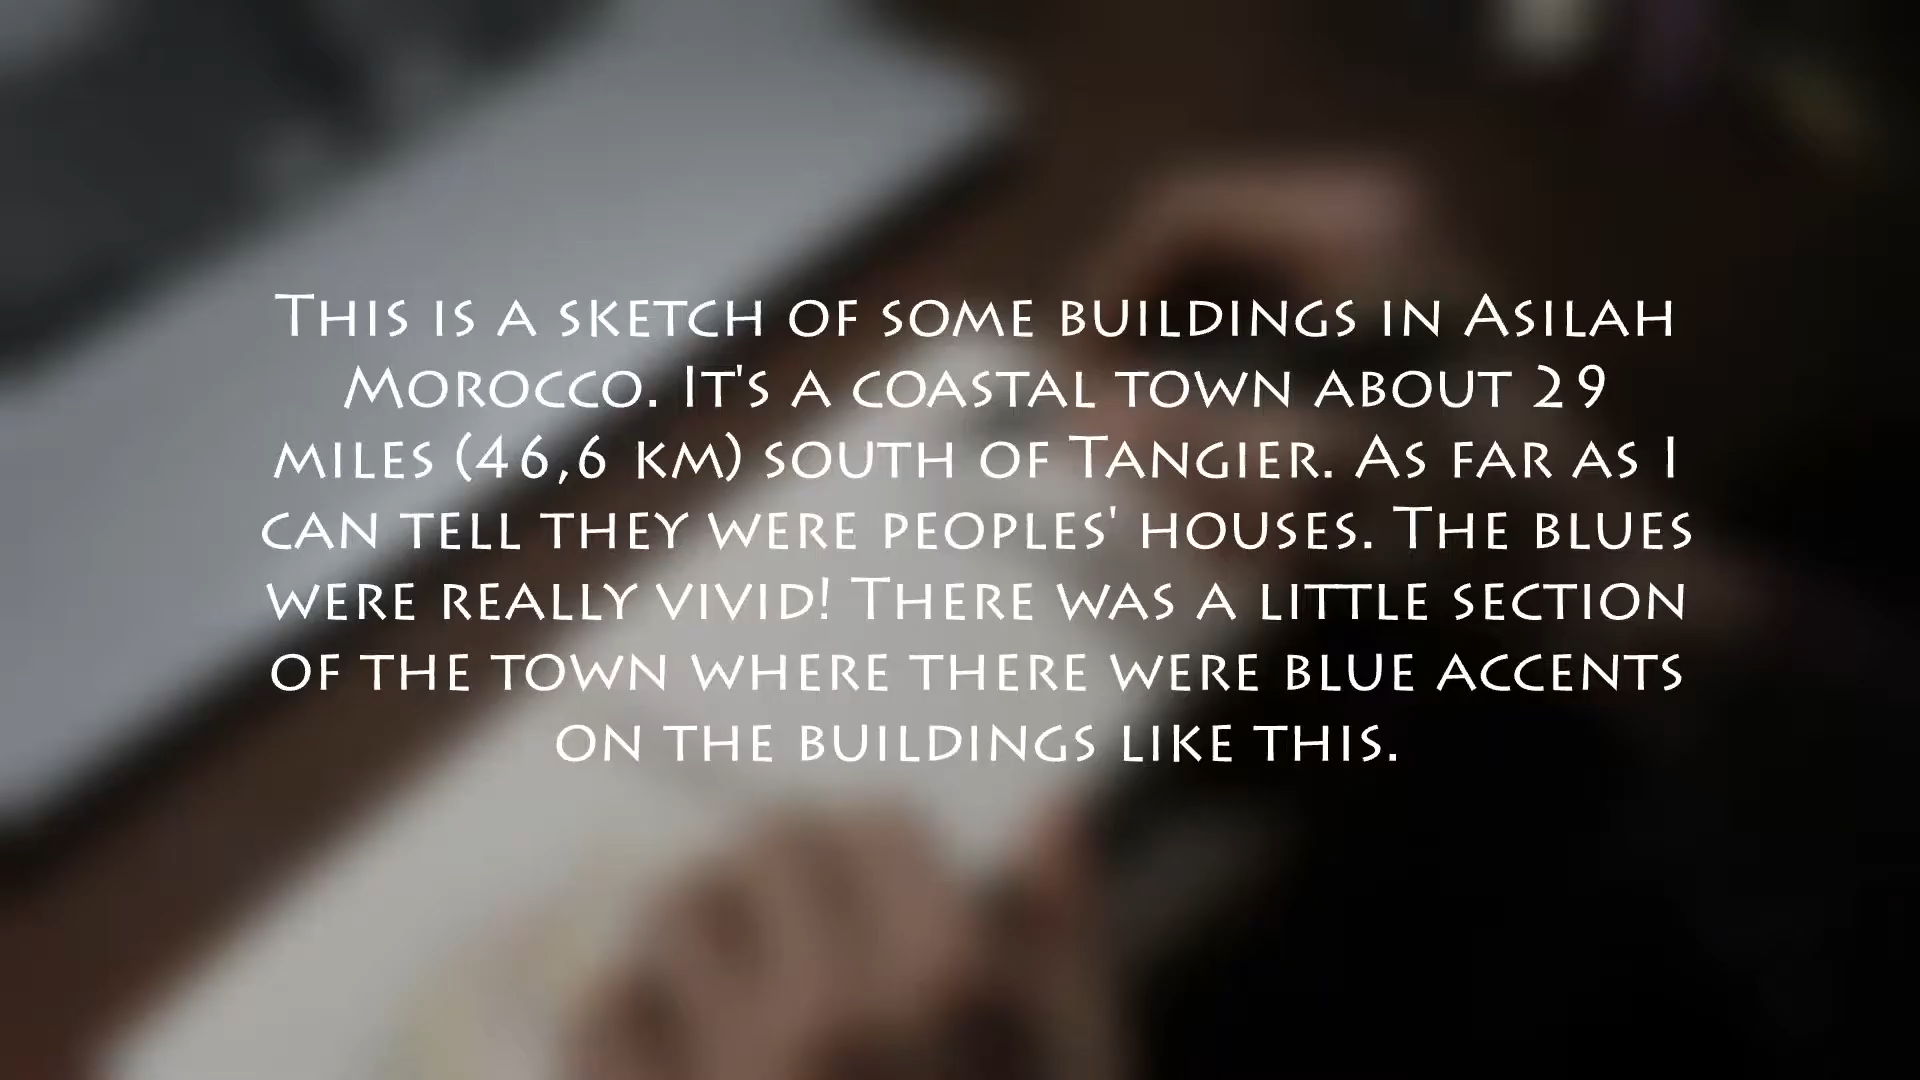 This is a sketch of some buildings in Asilah
Morocco. It's a coastal town about 29
miles (46,6 km) south of Tangier. As far as I
can tell they were peoples' houses. The blues
were really vivid! There was a little section
of the town where there were blue accents
on the buildings like this.